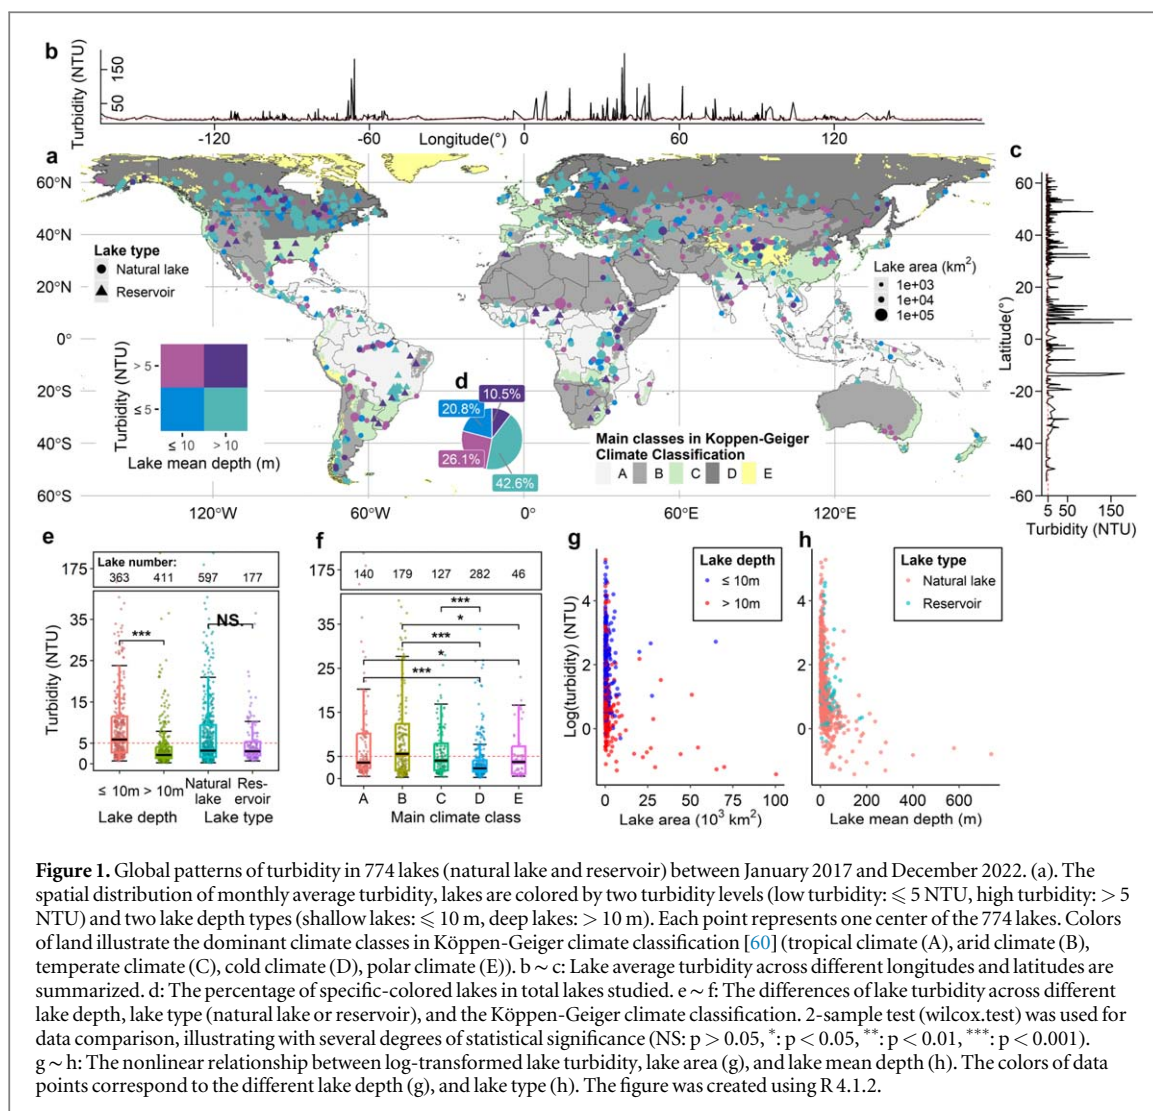 b
Turbidity (NTU)
50
150
-120
-60
Longitude(°)
0
60
120
a
60°N
40°N
20°N
0°
20°S
40°S
60°S
120°W
60°W
0°
60°E
120°E
Lake type
Natural lake
Reservoir
Lake area (km²)
1e+03
1e+04
1e+05
Turbidity (NTU)
> 5
≤ 5
≤ 10
> 10
Lake mean depth (m)
d
10.5%
20.8%
26.1%
42.6%
Main classes in Koppen-Geiger
Climate Classification
A B C D E
c
Latitude(°)
60
40
20
0
-20
-40
-60
5 50 150
Turbidity (NTU)
e
Lake number:
363 411 597 177
175
35
25
15
5
0
Turbidity (NTU)
***
NS.
≤ 10m > 10m Natural lake Res-ervoir
Lake depth Lake type
f
140 179 127 282 46
175
35
25
15
5
0
***
*
***
*
***
A B C D E
Main climate class
g
Lake depth
≤ 10m
> 10m
Log(turbidity) (NTU)
4
2
0
0 25 50 75 100
Lake area (10³ km²)
h
Lake type
Natural lake
Reservoir
4
2
0
0 200 400 600
Lake mean depth (m)
Figure 1. Global patterns of turbidity in 774 lakes (natural lake and reservoir) between January 2017 and December 2022. (a). The
spatial distribution of monthly average turbidity, lakes are colored by two turbidity levels (low turbidity: ⩽ 5 NTU, high turbidity: > 5
NTU) and two lake depth types (shallow lakes: ⩽ 10 m, deep lakes: > 10 m). Each point represents one center of the 774 lakes. Colors
of land illustrate the dominant climate classes in Köppen-Geiger climate classification [60] (tropical climate (A), arid climate (B),
temperate climate (C), cold climate (D), polar climate (E)). b ~ c: Lake average turbidity across different longitudes and latitudes are
summarized. d: The percentage of specific-colored lakes in total lakes studied. e ~ f: The differences of lake turbidity across different
lake depth, lake type (natural lake or reservoir), and the Köppen-Geiger climate classification. 2-sample test (wilcox.test) was used for
data comparison, illustrating with several degrees of statistical significance (NS: p > 0.05, *: p < 0.05, **: p < 0.01, ***: p < 0.001).
g ~ h: The nonlinear relationship between log-transformed lake turbidity, lake area (g), and lake mean depth (h). The colors of data
points correspond to the different lake depth (g), and lake type (h). The figure was created using R 4.1.2.